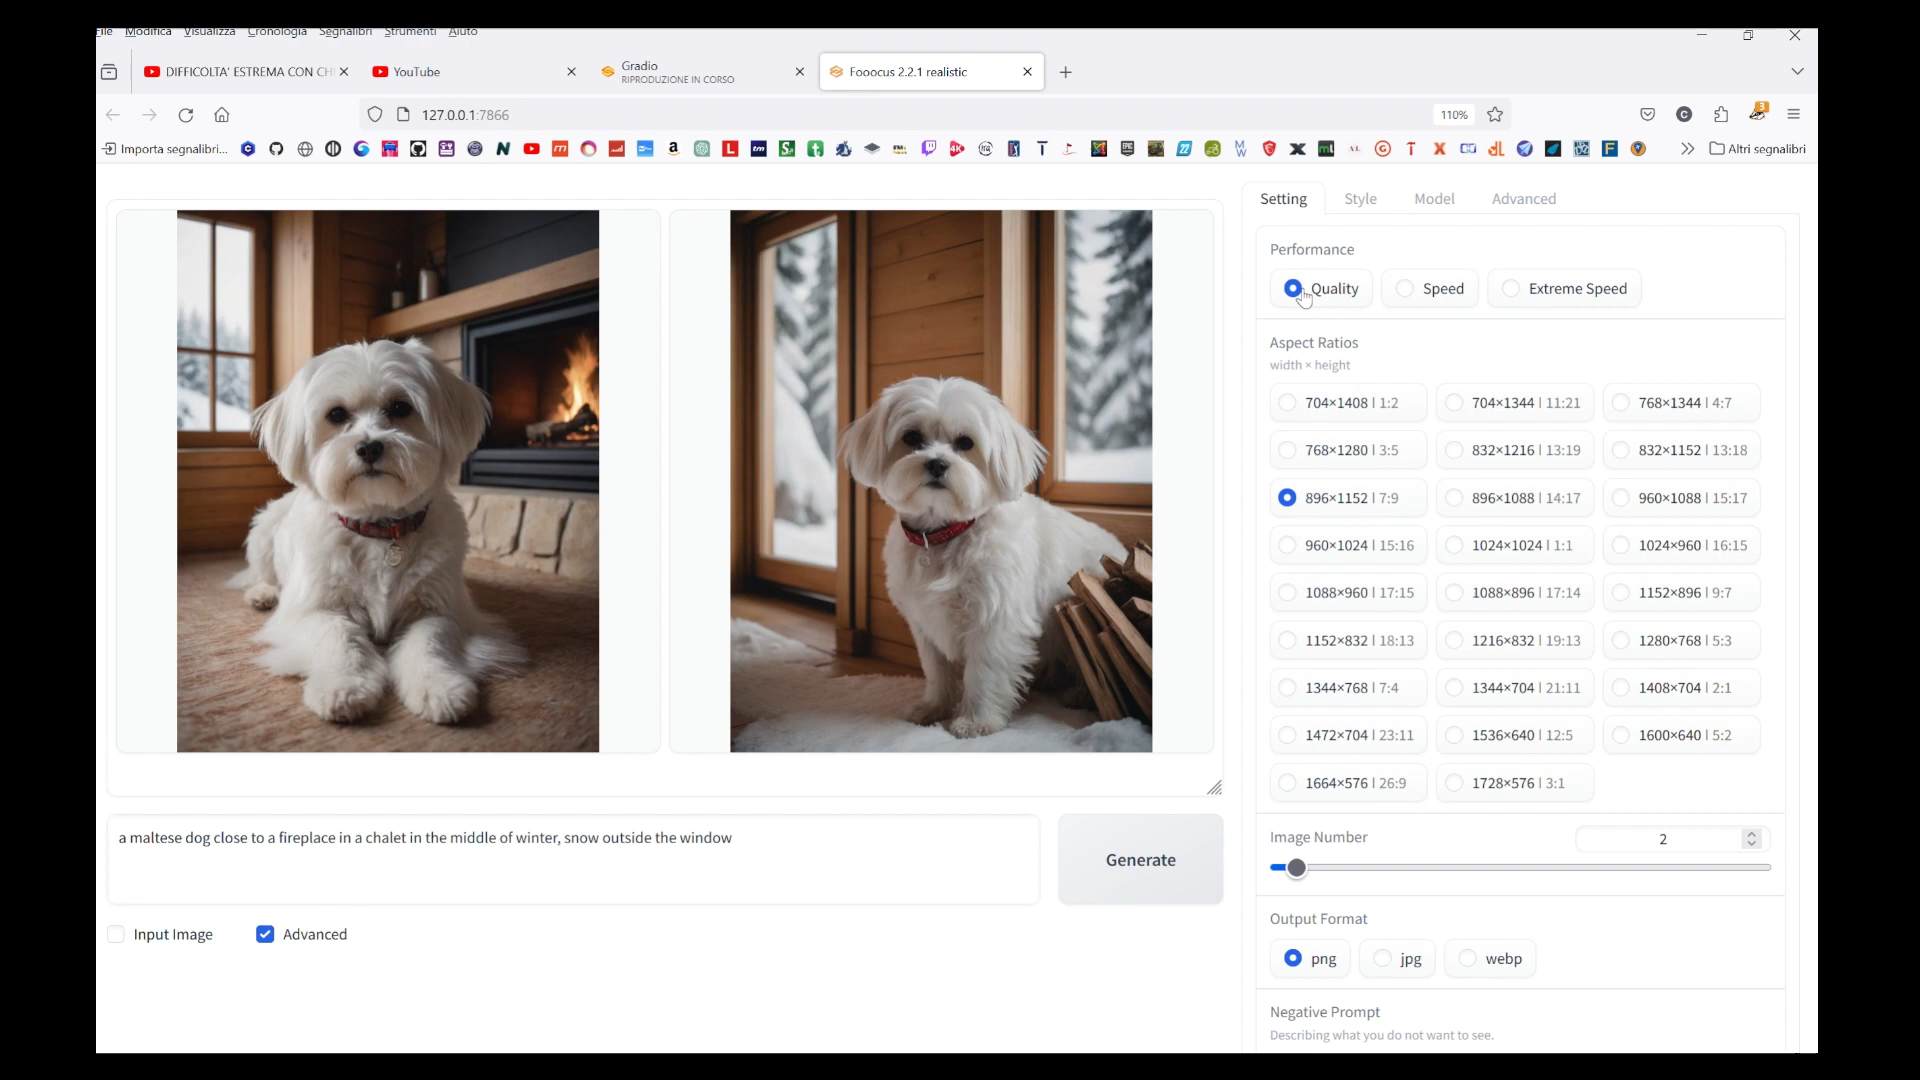 File Modifica Visualizza Cronologia Segnalibri Strumenti Aiuto
DIFFICOLTA' ESTREMA CON CHI
YouTube
Gradio
RIPRODUZIONE IN CORSO
Fooocus 2.2.1 realistic
127.0.0.1:7866
110%
C
3
Importa segnalibri...
Altri segnalibri
Setting Style Model Advanced
Performance
Quality Speed Extreme Speed
Aspect Ratios
width × height
704×1408 | 1:2 704×1344 | 11:21 768×1344 | 4:7
768×1280 | 3:5 832×1216 | 13:19 832×1152 | 13:18
896×1152 | 7:9 896×1088 | 14:17 960×1088 | 15:17
960×1024 | 15:16 1024×1024 | 1:1 1024×960 | 16:15
1088×960 | 17:15 1088×896 | 17:14 1152×896 | 9:7
1152×832 | 18:13 1216×832 | 19:13 1280×768 | 5:3
1344×768 | 7:4 1344×704 | 21:11 1408×704 | 2:1
1472×704 | 23:11 1536×640 | 12:5 1600×640 | 5:2
1664×576 | 26:9 1728×576 | 3:1
Image Number 2
Output Format
png jpg webp
Negative Prompt
Describing what you do not want to see.
a maltese dog close to a fireplace in a chalet in the middle of winter, snow outside the window
Generate
Input Image Advanced